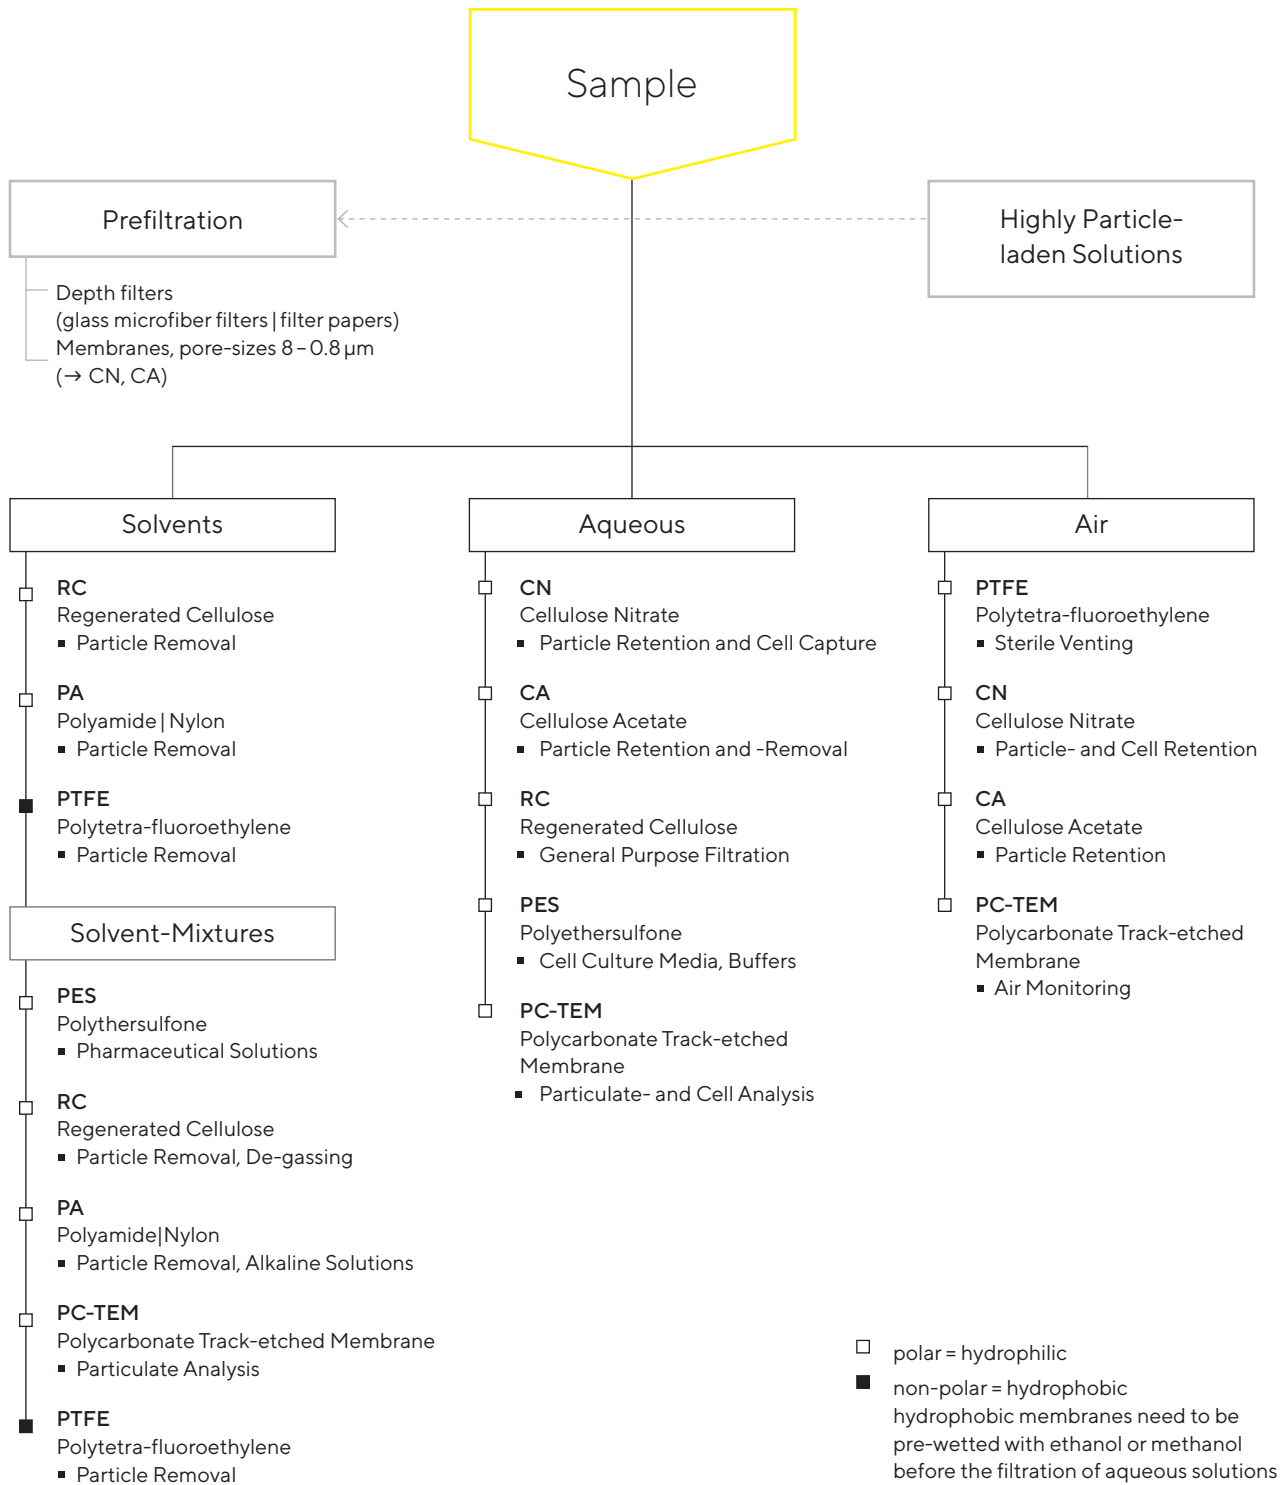 Sample
Prefiltration
Highly Particle-
laden Solutions
Depth filters
(glass microfiber filters | filter papers)
Membranes, pore-sizes 8 – 0.8 µm
(→ CN, CA)
Solvents
RC
Regenerated Cellulose
▪ Particle Removal
PA
Polyamide | Nylon
▪ Particle Removal
PTFE
Polytetra-fluoroethylene
▪ Particle Removal
Solvent-Mixtures
PES
Polythersulfone
▪ Pharmaceutical Solutions
RC
Regenerated Cellulose
▪ Particle Removal, De-gassing
PA
Polyamide|Nylon
▪ Particle Removal, Alkaline Solutions
PC-TEM
Polycarbonate Track-etched Membrane
▪ Particulate Analysis
PTFE
Polytetra-fluoroethylene
▪ Particle Removal
Aqueous
CN
Cellulose Nitrate
▪ Particle Retention and Cell Capture
CA
Cellulose Acetate
▪ Particle Retention and -Removal
RC
Regenerated Cellulose
▪ General Purpose Filtration
PES
Polyethersulfone
▪ Cell Culture Media, Buffers
PC-TEM
Polycarbonate Track-etched
Membrane
▪ Particulate- and Cell Analysis
Air
PTFE
Polytetra-fluoroethylene
▪ Sterile Venting
CN
Cellulose Nitrate
▪ Particle- and Cell Retention
CA
Cellulose Acetate
▪ Particle Retention
PC-TEM
Polycarbonate Track-etched
Membrane
▪ Air Monitoring
polar = hydrophilic
non-polar = hydrophobic
hydrophobic membranes need to be
pre-wetted with ethanol or methanol
before the filtration of aqueous solutions